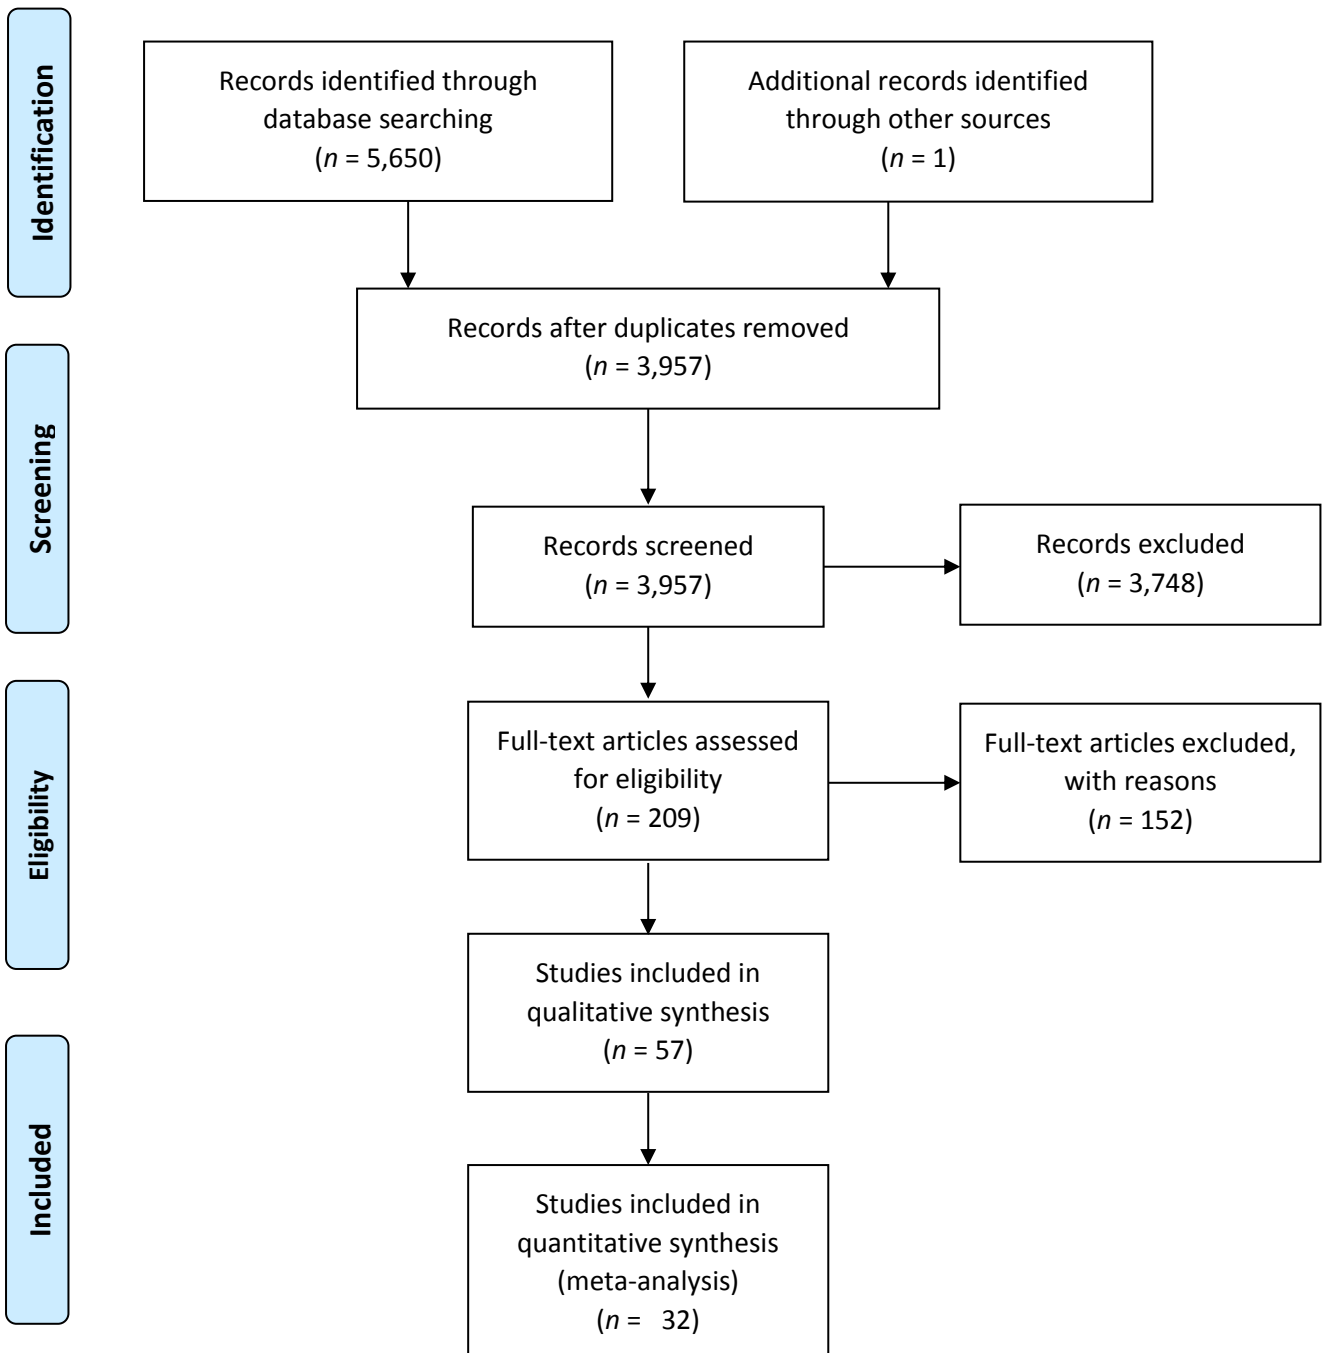 Identification
Records identified through
database searching
(n = 5,650)
Additional records identified
through other sources
(n = 1)
Records after duplicates removed
(n = 3,957)
Screening
Records screened
(n = 3,957)
Records excluded
(n = 3,748)
Eligibility
Full-text articles assessed
for eligibility
(n = 209)
Full-text articles excluded,
with reasons
(n = 152)
Studies included in
qualitative synthesis
(n = 57)
Included
Studies included in
quantitative synthesis
(meta-analysis)
(n =   32)